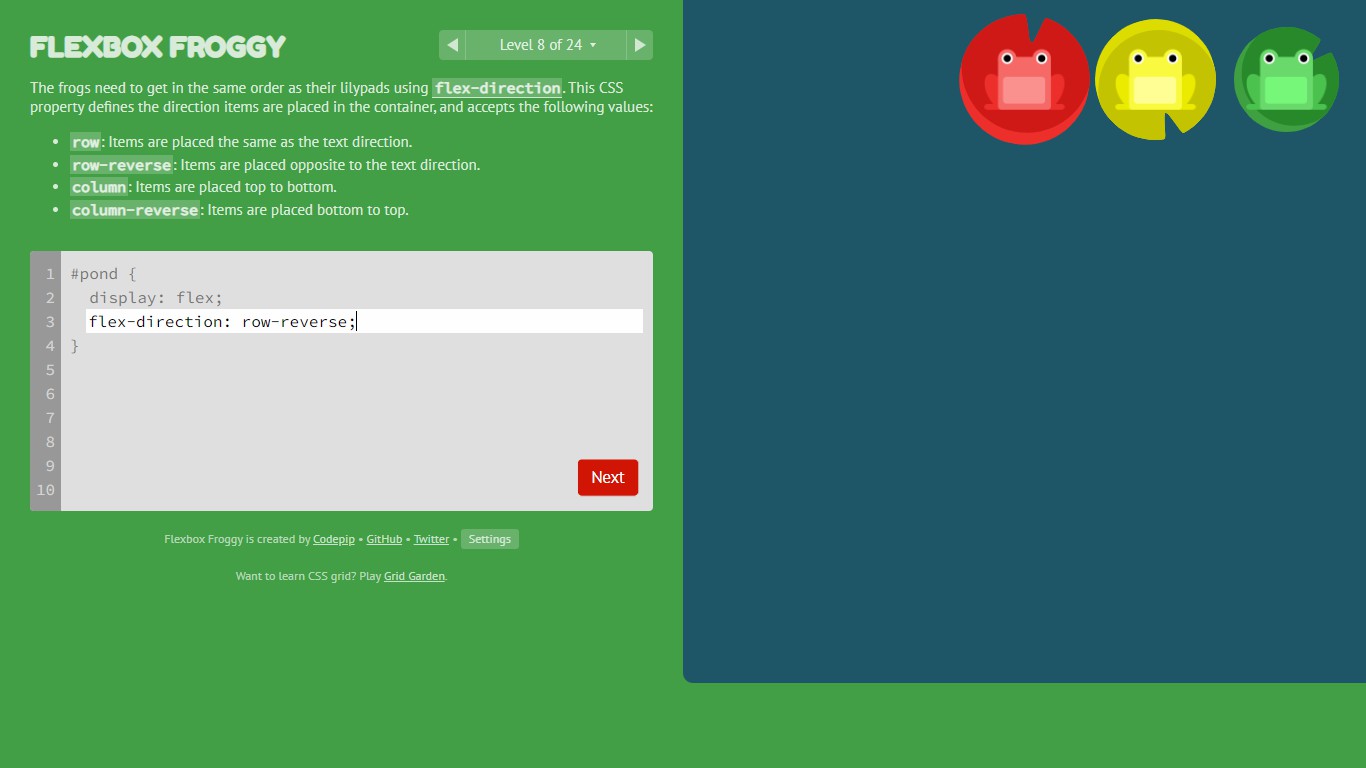 FLEXBOX FROGGY
Level 8 of 24
The frogs need to get in the same order as their lilypads using flex-direction. This CSS
property defines the direction items are placed in the container, and accepts the following values:
• row: Items are placed the same as the text direction.
• row-reverse: Items are placed opposite to the text direction.
• column: Items are placed top to bottom.
• column-reverse: Items are placed bottom to top.
1 #pond {
2 display: flex;
3 flex-direction: row-reverse;
4 }
5
6
7
8
9
10
Next
Flexbox Froggy is created by Codepip • GitHub • Twitter • Settings
Want to learn CSS grid? Play Grid Garden.